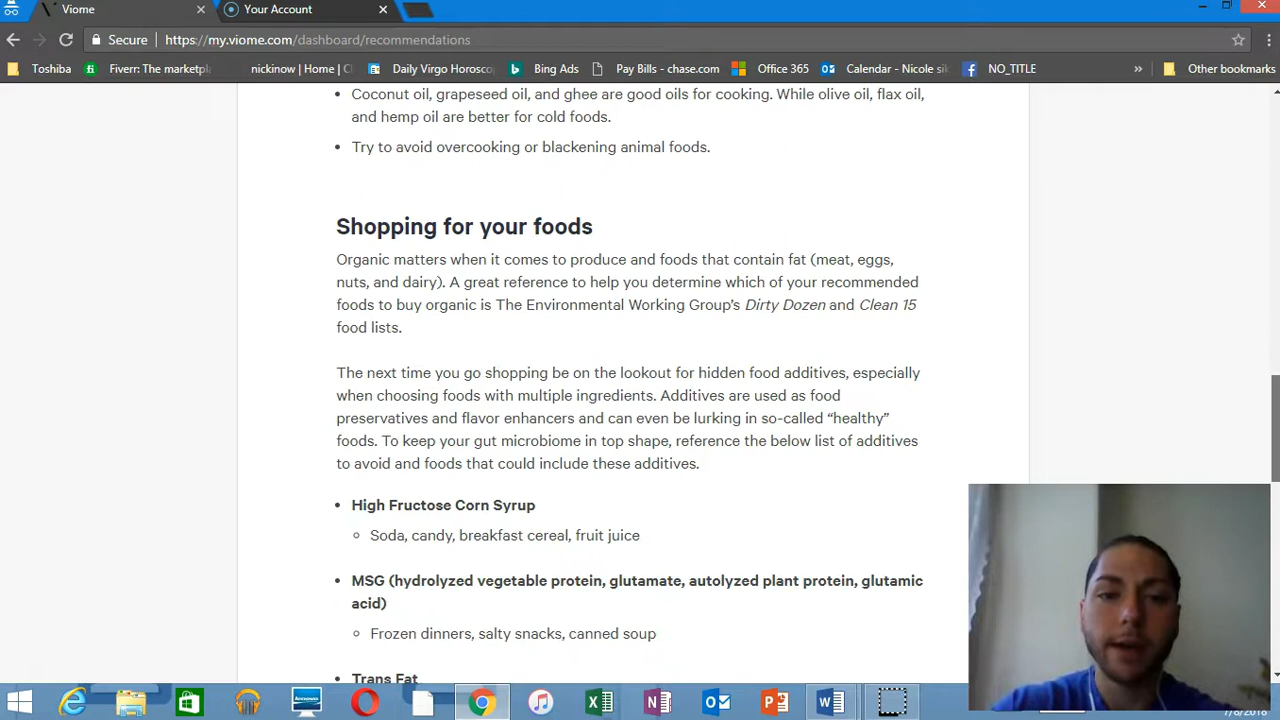 Viome
Your Account
Secure
https://my.viome.com/dashboard/recommendations
Toshiba
Fiverr: The marketpl
nickinow | Home | C
Daily Virgo Horosco
Bing Ads
Pay Bills - chase.com
Office 365
Calendar - Nicole sil
NO_TITLE
»
Other bookmarks
• Coconut oil, grapeseed oil, and ghee are good oils for cooking. While olive oil, flax oil,
and hemp oil are better for cold foods.
• Try to avoid overcooking or blackening animal foods.
Shopping for your foods
Organic matters when it comes to produce and foods that contain fat (meat, eggs,
nuts, and dairy). A great reference to help you determine which of your recommended
foods to buy organic is The Environmental Working Group's Dirty Dozen and Clean 15
food lists.
The next time you go shopping be on the lookout for hidden food additives, especially
when choosing foods with multiple ingredients. Additives are used as food
preservatives and flavor enhancers and can even be lurking in so-called “healthy”
foods. To keep your gut microbiome in top shape, reference the below list of additives
to avoid and foods that could include these additives.
• High Fructose Corn Syrup
◦ Soda, candy, breakfast cereal, fruit juice
• MSG (hydrolyzed vegetable protein, glutamate, autolyzed plant protein, glutamic
acid)
◦ Frozen dinners, salty snacks, canned soup
• Trans Fat
7/8/2018